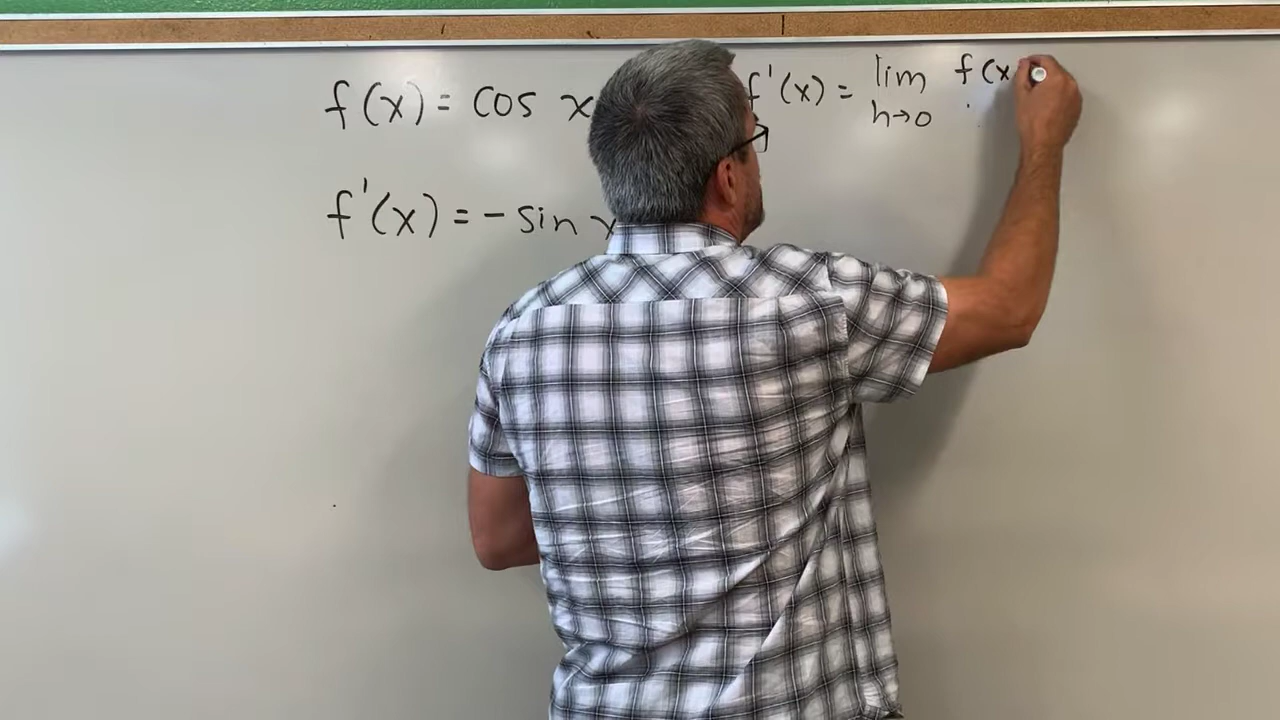 f(x) = cos x
f'(x) = - sin x
f'(x) = lim f(x
h→0